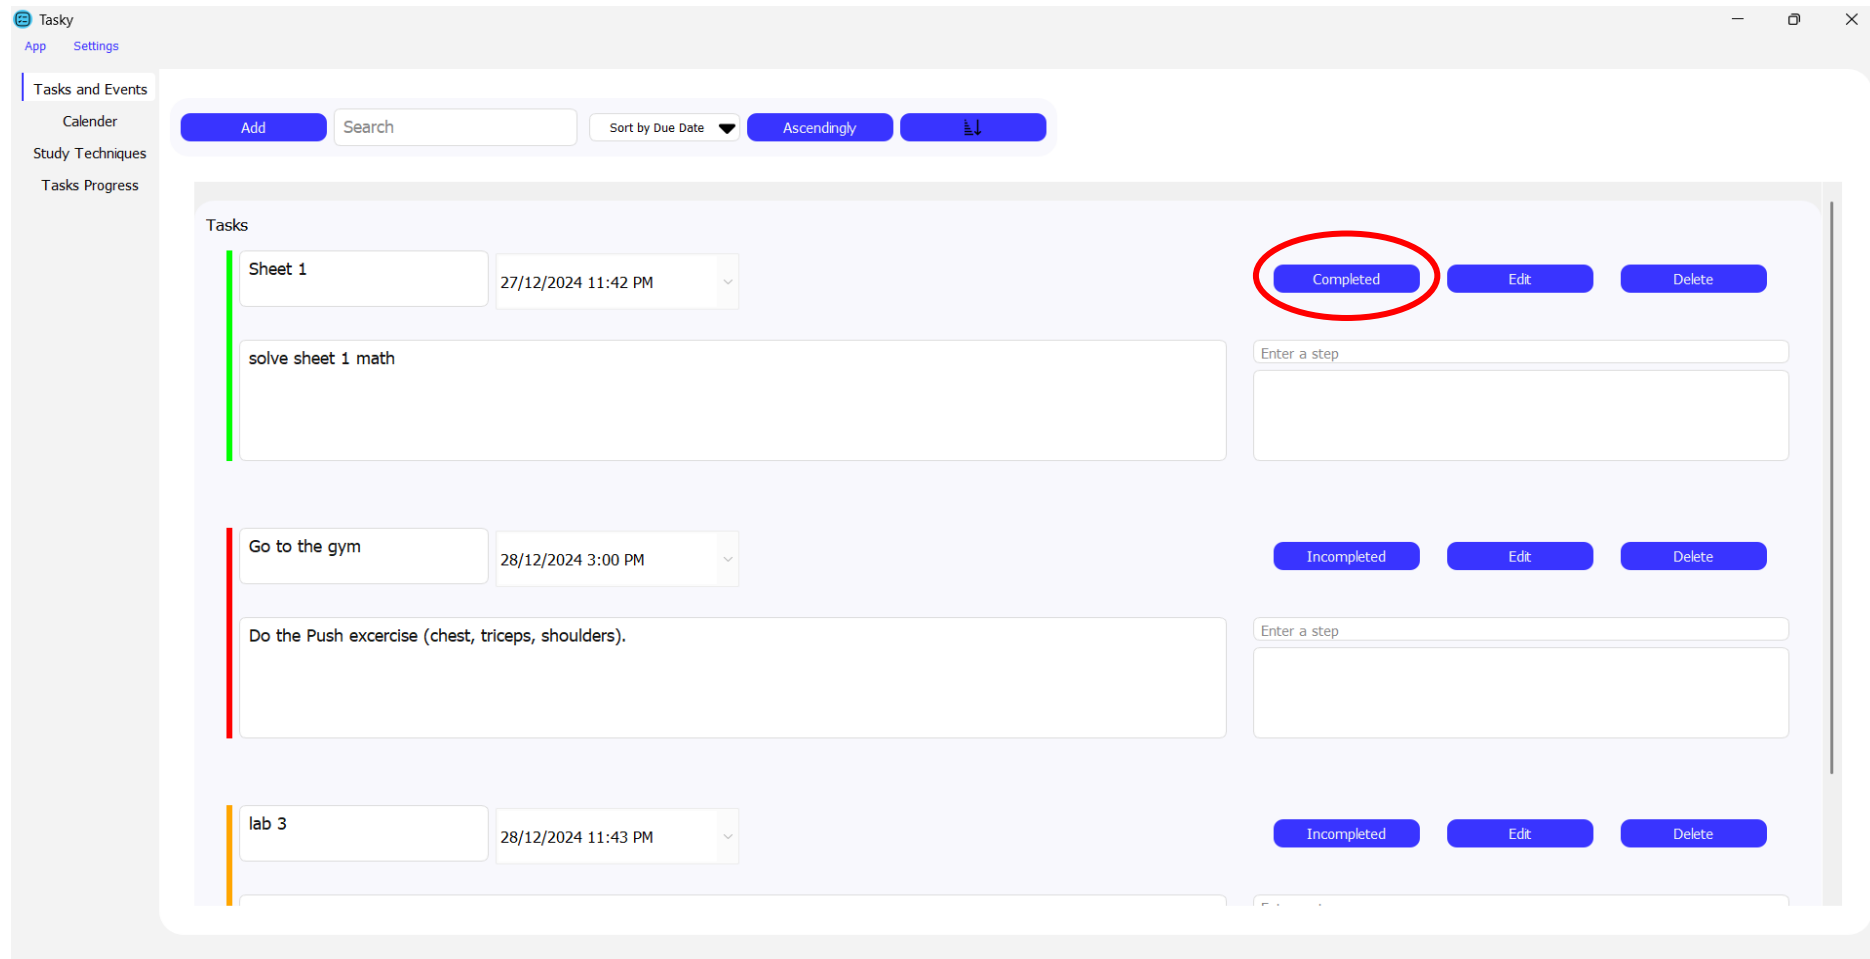 Tasky
App Settings
Tasks and Events
Calender
Study Techniques
Tasks Progress
Add Search Sort by Due Date Ascendingly
Tasks
Sheet 1 27/12/2024 11:42 PM Completed Edit Delete
solve sheet 1 math
Enter a step
Go to the gym 28/12/2024 3:00 PM Incompleted Edit Delete
Do the Push excercise (chest, triceps, shoulders).
Enter a step
lab 3 28/12/2024 11:43 PM Incompleted Edit Delete